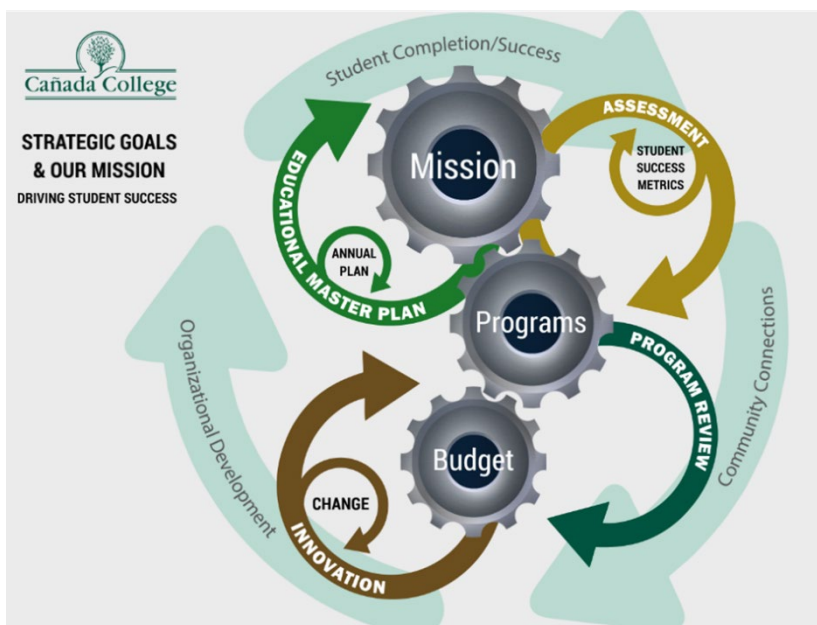 Cañada College
STRATEGIC GOALS
& OUR MISSION
DRIVING STUDENT SUCCESS
Student Completion/Success
Mission
ASSESSMENT
STUDENT
SUCCESS
METRICS
EDUCATIONAL MASTER PLAN
ANNUAL
PLAN
Programs
PROGRAM REVIEW
Community Connections
Organizational Development
Budget
CHANGE
INNOVATION